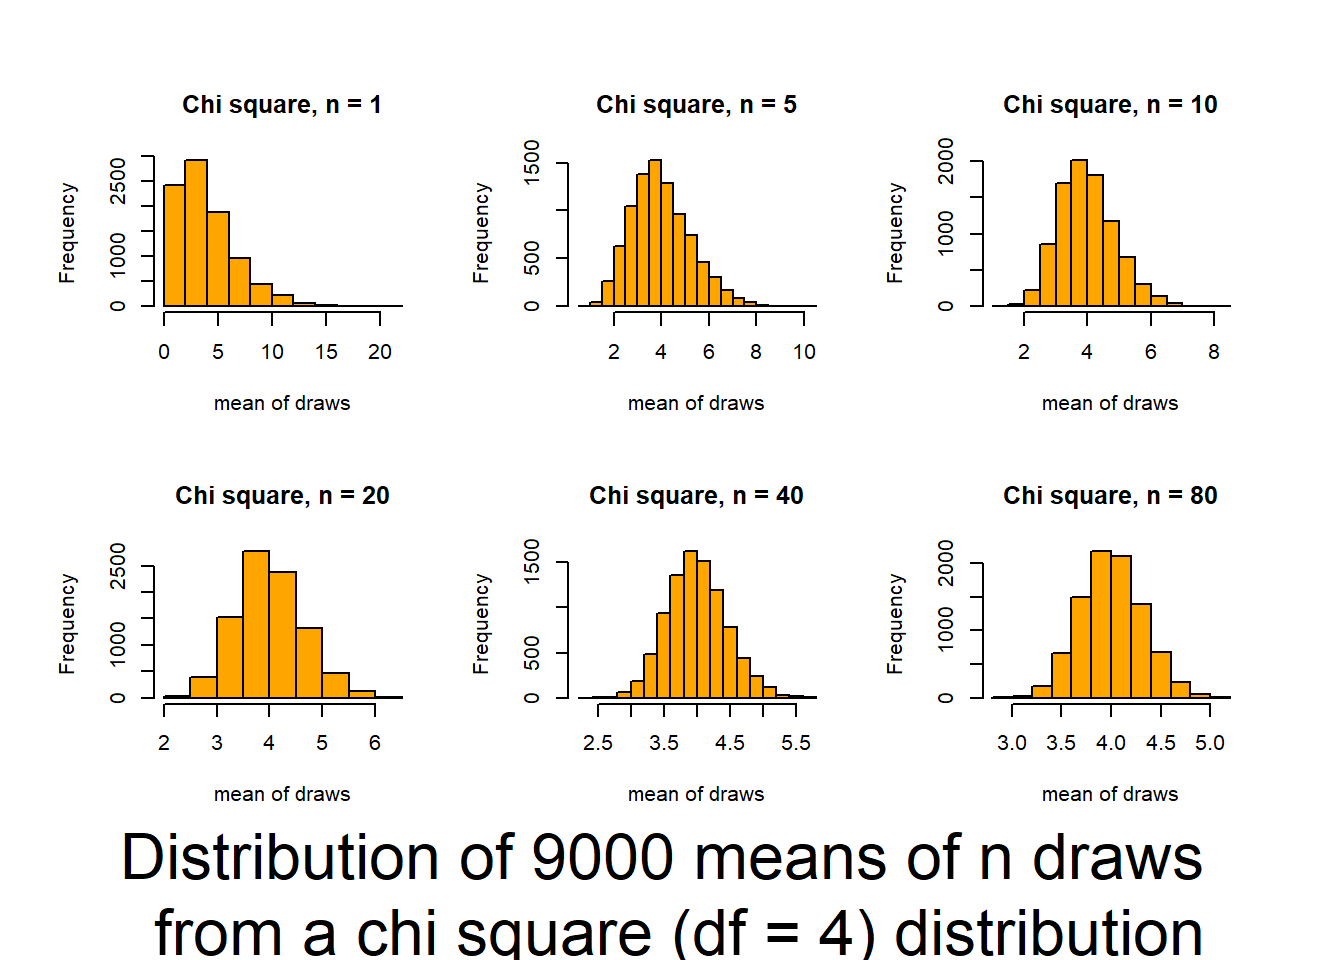 Chi square, n = 1
Frequency
0 1000 2500
0 5 10 15 20
mean of draws
Chi square, n = 5
Frequency
0 500 1500
2 4 6 8 10
mean of draws
Chi square, n = 10
Frequency
0 1000 2000
2 4 6 8
mean of draws
Chi square, n = 20
Frequency
0 1000 2500
2 3 4 5 6
mean of draws
Chi square, n = 40
Frequency
0 500 1500
2.5 3.5 4.5 5.5
mean of draws
Chi square, n = 80
Frequency
0 1000 2000
3.0 3.5 4.0 4.5 5.0
mean of draws
Distribution of 9000 means of n draws
from a chi square (df = 4) distribution